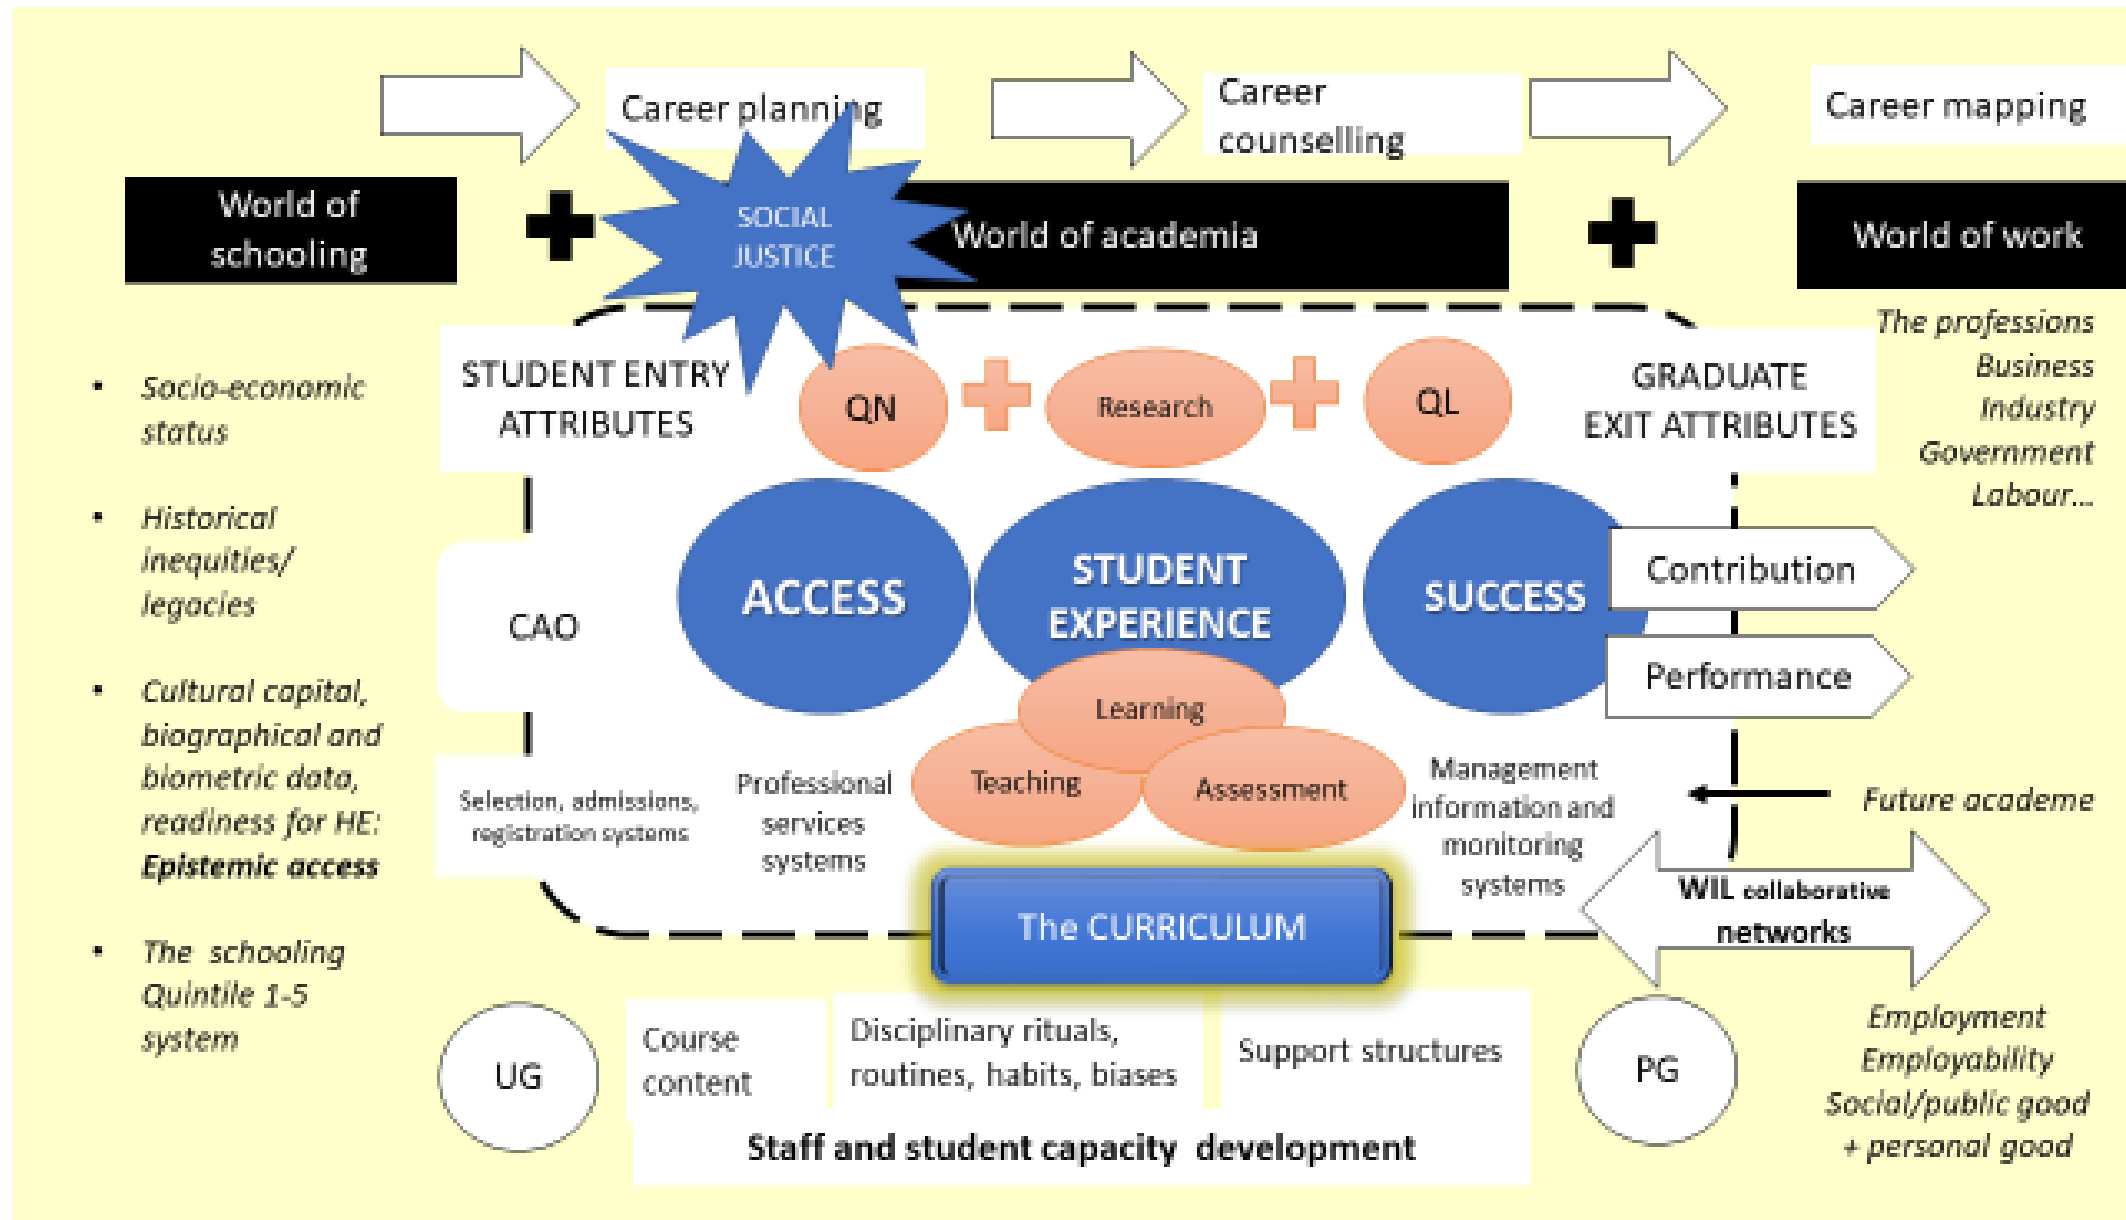 Career planning
Career
counselling
Career mapping
World of
schooling
SOCIAL
JUSTICE
World of academia
World of work
• Socio-economic
status
• Historical
inequities/
legacies
• Cultural capital,
biographical and
biometric data,
readiness for HE:
Epistemic access
• The schooling
Quintile 1-5
system
STUDENT ENTRY
ATTRIBUTES
QN
Research
QL
GRADUATE
EXIT ATTRIBUTES
The professions
Business
Industry
Government
Labour...
CAO
ACCESS
STUDENT
EXPERIENCE
SUCCESS
Contribution
Performance
Learning
Teaching
Assessment
Selection, admissions,
registration systems
Professional
services
systems
Management
information and
monitoring
systems
Future academe
WIL collaborative
networks
The CURRICULUM
UG
Course
content
Disciplinary rituals,
routines, habits, biases
Support structures
PG
Staff and student capacity development
Employment
Employability
Social/public good
+ personal good